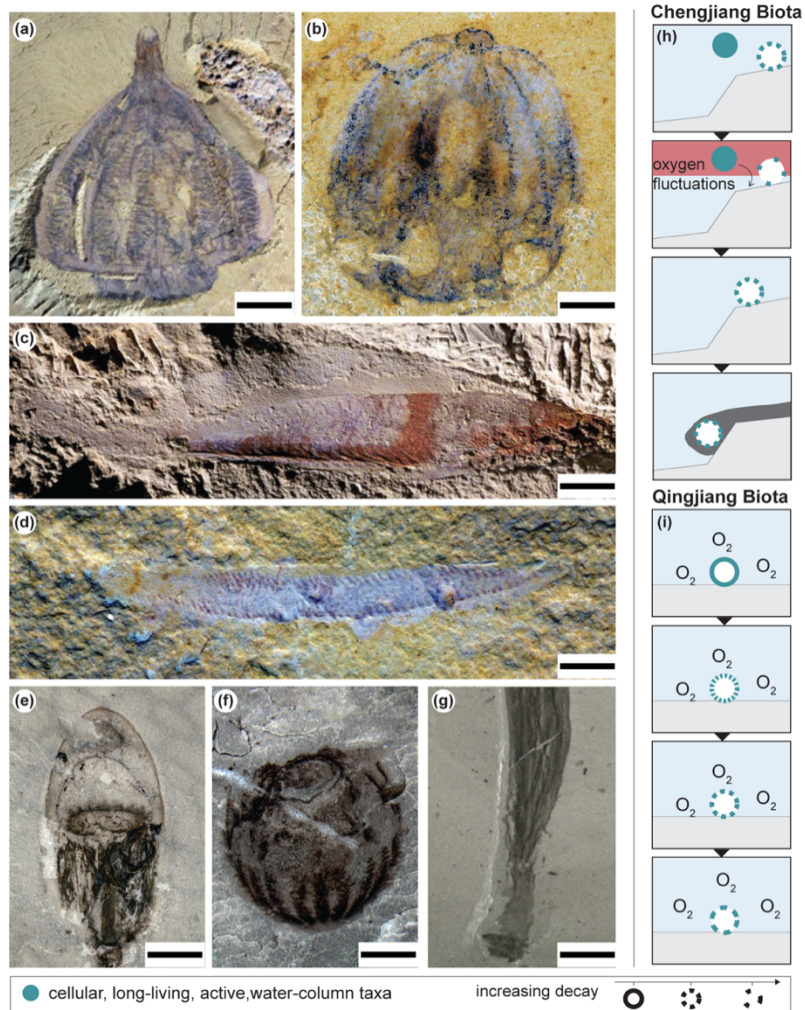 (a)
(b)
(c)
(d)
(e)
(f)
(g)
Chengjiang Biota
(h)
oxygen
fluctuations
Qingjiang Biota
(i)
O2
O2
O2
O2
O2
O2
O2
O2
O2
O2
O2
O2
cellular, long-living, active,water-column taxa
increasing decay